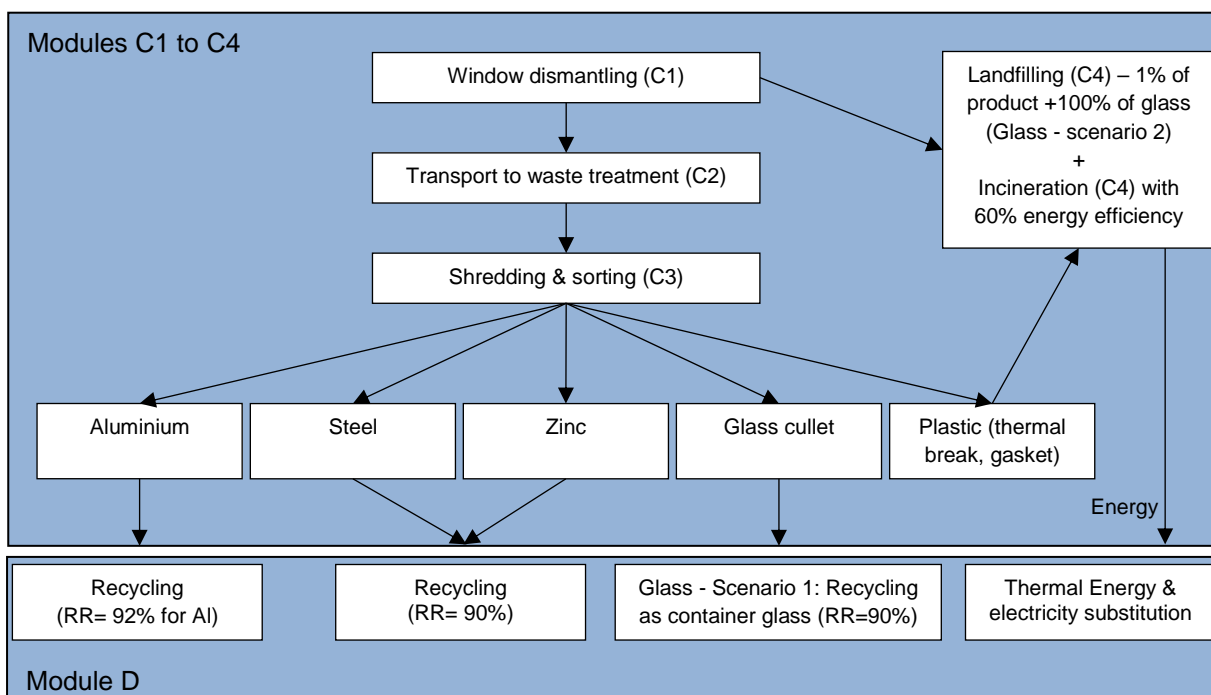 Modules C1 to C4
Window dismantling (C1)
Landfilling (C4) – 1% of
product +100% of glass
(Glass - scenario 2)
+
Incineration (C4) with
60% energy efficiency
Transport to waste treatment (C2)
Shredding & sorting (C3)
Aluminium
Steel
Zinc
Glass cullet
Plastic (thermal
break, gasket)
Energy
Recycling
(RR= 92% for Al)
Recycling
(RR= 90%)
Glass - Scenario 1: Recycling
as container glass (RR=90%)
Thermal Energy &
electricity substitution
Module D